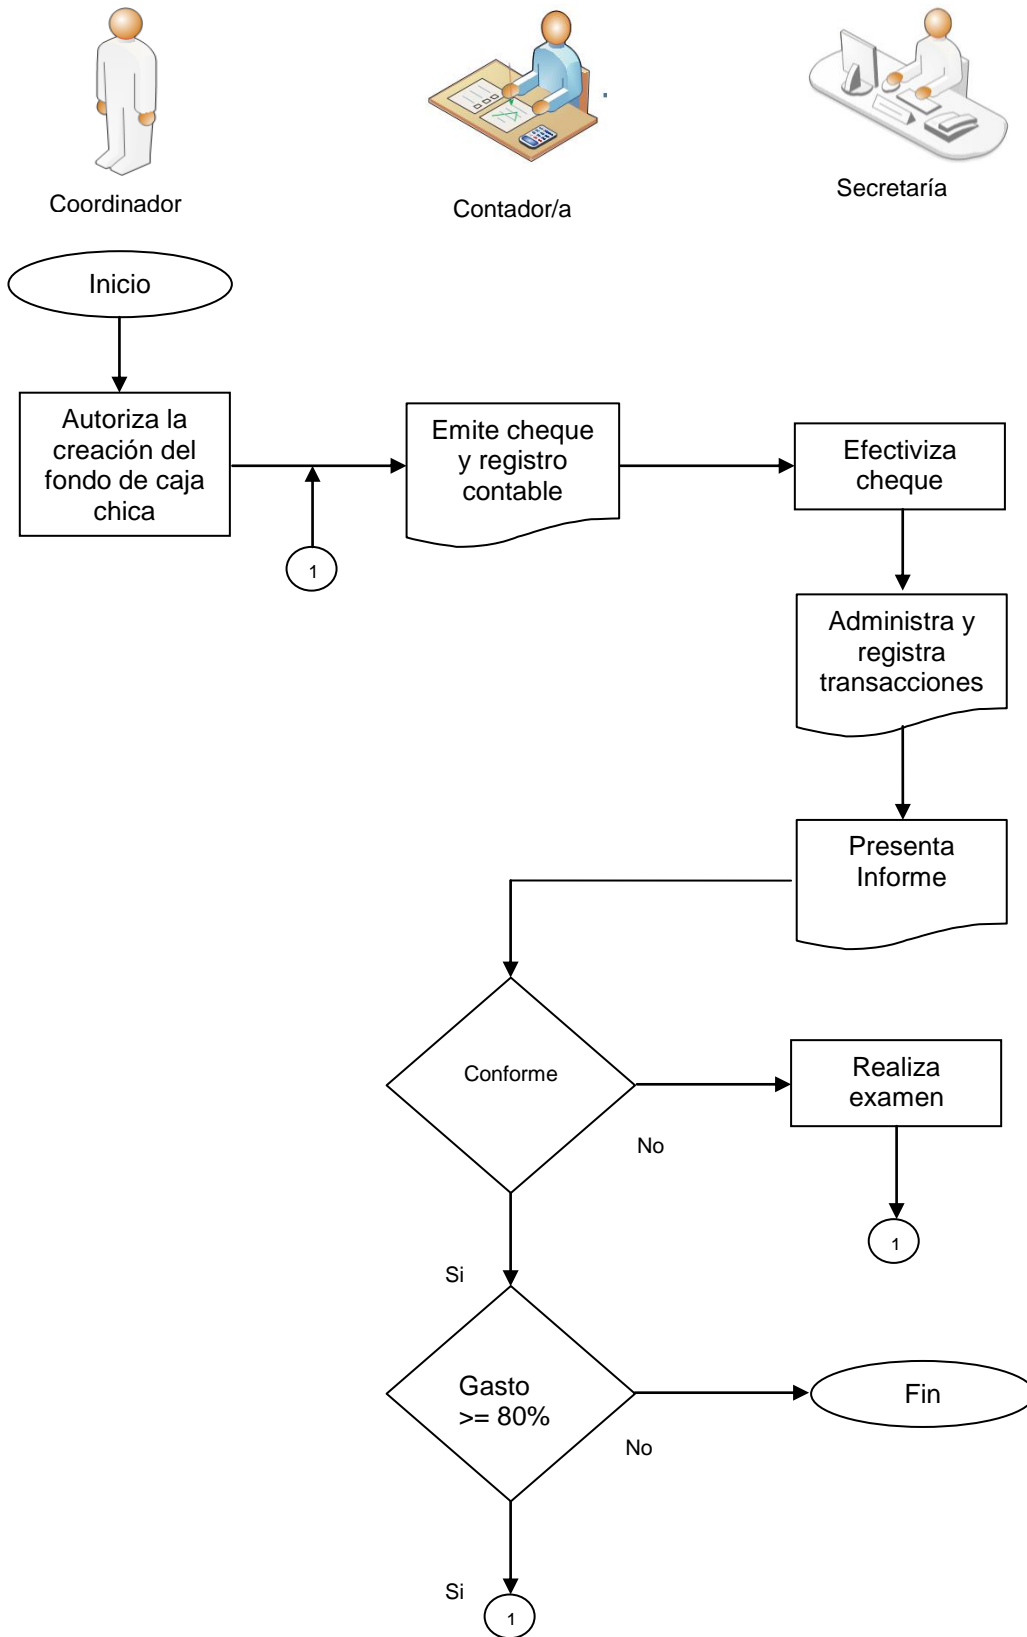 Coordinador
Contador/a
Secretaría
Inicio
Autoriza la
creación del
fondo de caja
chica
1
Emite cheque
y registro
contable
Efectiviza
cheque
Administra y
registra
transacciones
Presenta
Informe
Conforme
No
Realiza
examen
1
Si
Gasto
>= 80%
No
Fin
Si
1